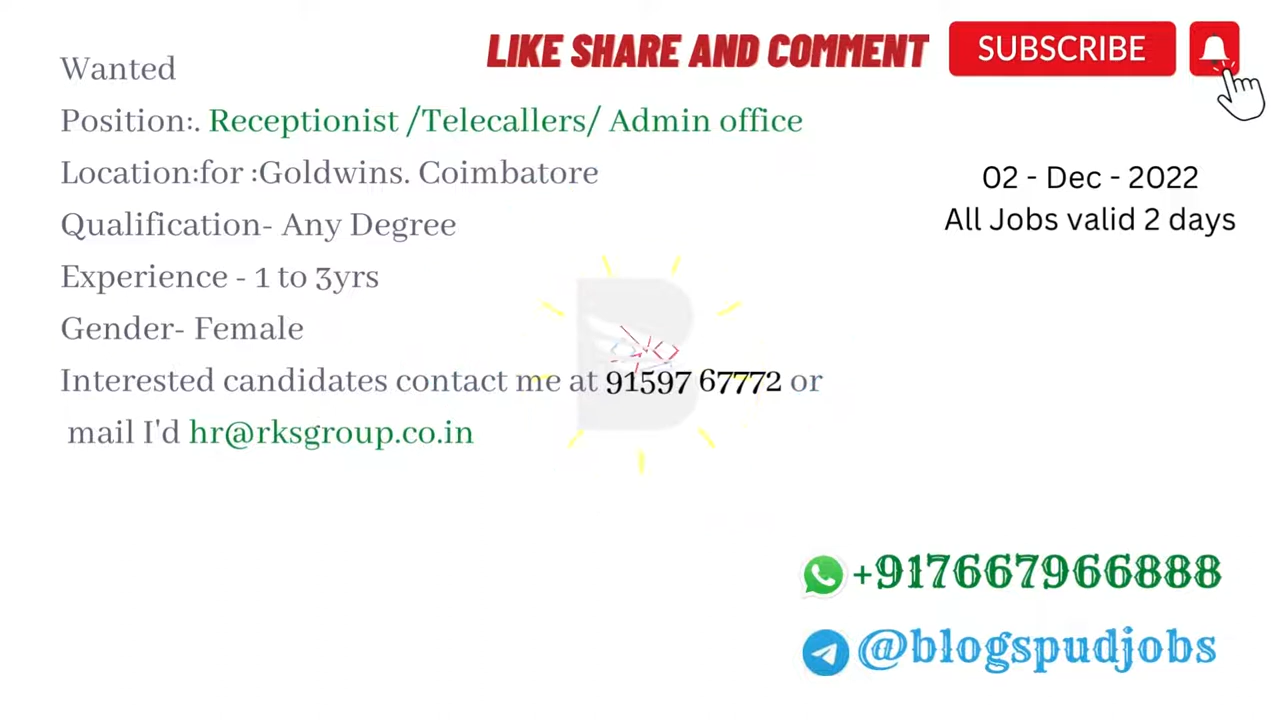 LIKE SHARE AND COMMENT
SUBSCRIBE
Wanted
Position:. Receptionist /Telecallers/ Admin office
Location:for :Goldwins. Coimbatore
Qualification- Any Degree
Experience - 1 to 3yrs
Gender- Female
Interested candidates contact me at 91597 67772 or
mail I'd hr@rksgroup.co.in
02 - Dec - 2022
All Jobs valid 2 days
+917667966888
@blogspudjobs